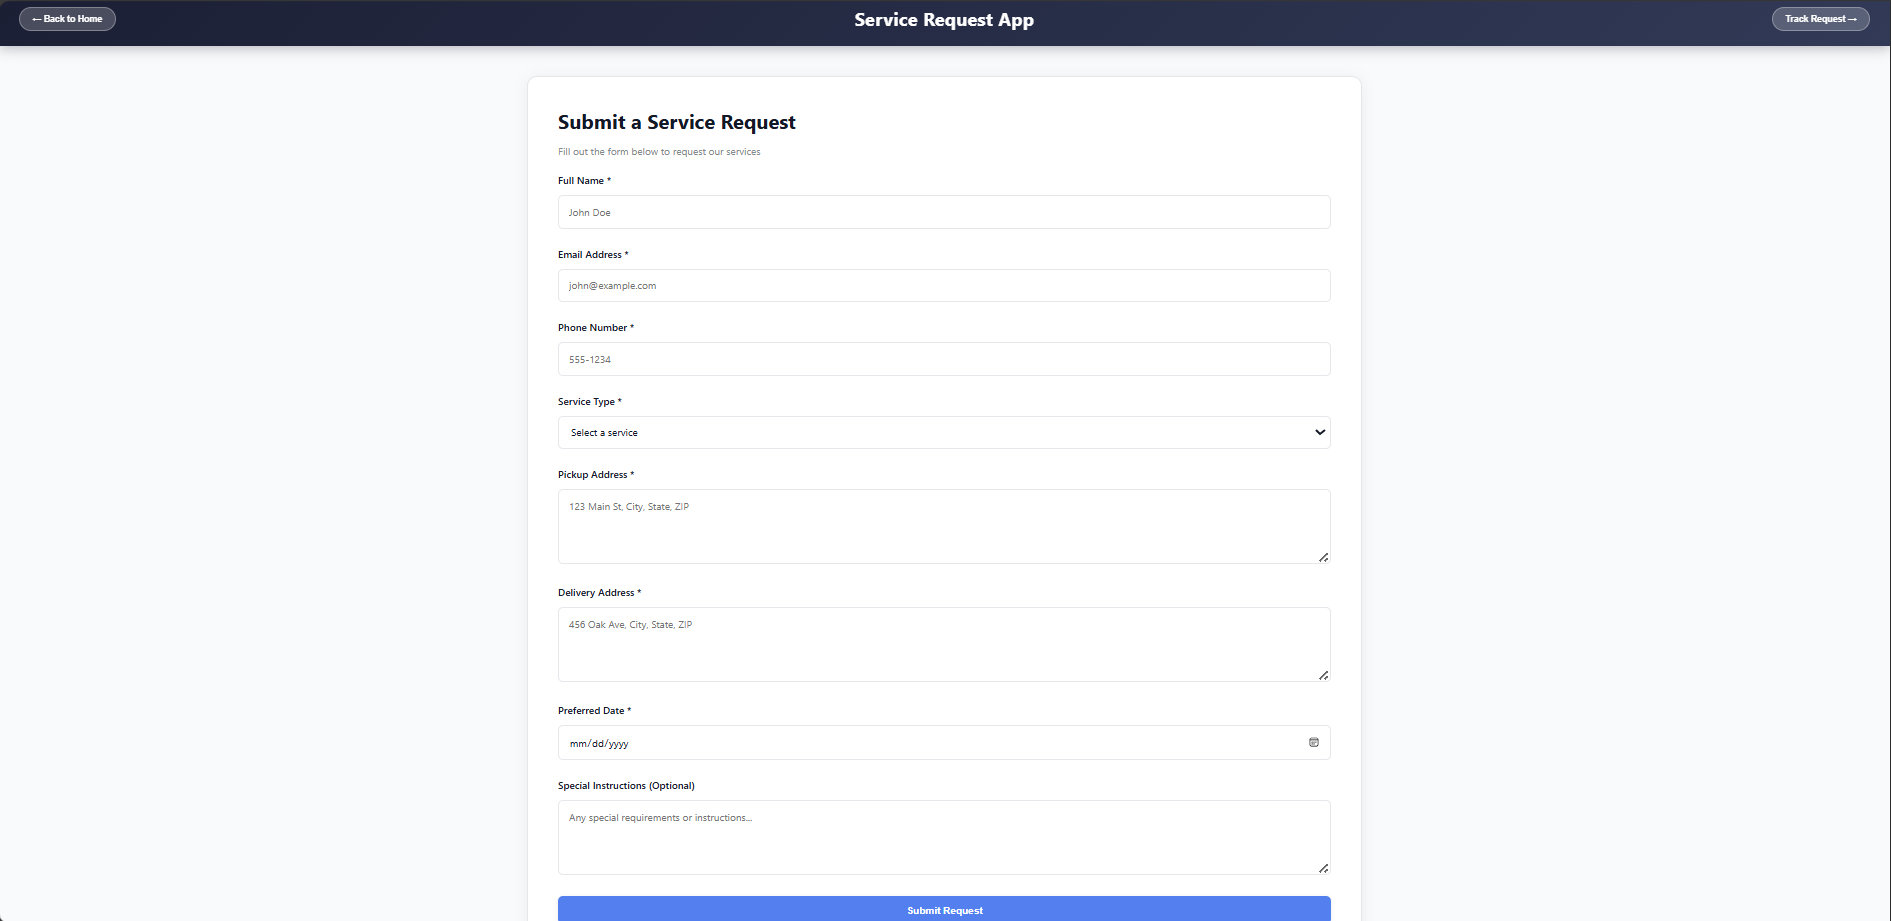 ← Back to Home
Service Request App
Track Request →
Submit a Service Request
Fill out the form below to request our services
Full Name *
John Doe
Email Address *
john@example.com
Phone Number *
555-1234
Service Type *
Select a service
Pickup Address *
123 Main St, City, State, ZIP
Delivery Address *
456 Oak Ave, City, State, ZIP
Preferred Date *
mm/dd/yyyy
Special Instructions (Optional)
Any special requirements or instructions...
Submit Request